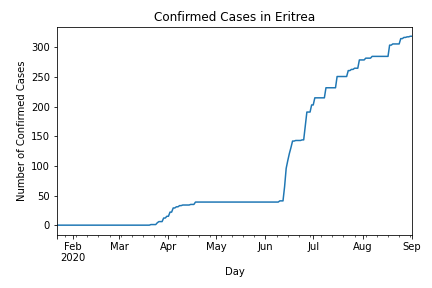 Confirmed Cases in Eritrea
Number of Confirmed Cases
300
250
200
150
100
50
0
Feb Mar Apr May Jun Jul Aug Sep
2020
Day